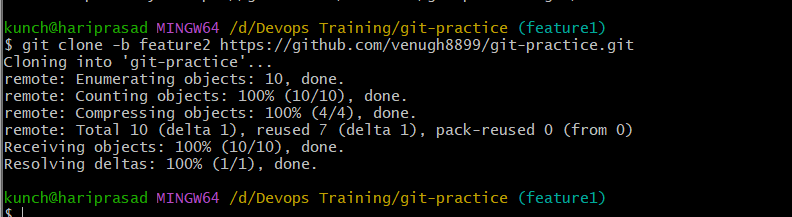 kunch@hariprasad MINGW64 /d/Devops Training/git-practice (feature1)
$ git clone -b feature2 https://github.com/venugh8899/git-practice.git
Cloning into 'git-practice'...
remote: Enumerating objects: 10, done.
remote: Counting objects: 100% (10/10), done.
remote: Compressing objects: 100% (4/4), done.
remote: Total 10 (delta 1), reused 7 (delta 1), pack-reused 0 (from 0)
Receiving objects: 100% (10/10), done.
Resolving deltas: 100% (1/1), done.
kunch@hariprasad MINGW64 /d/Devops Training/git-practice (feature1)
$